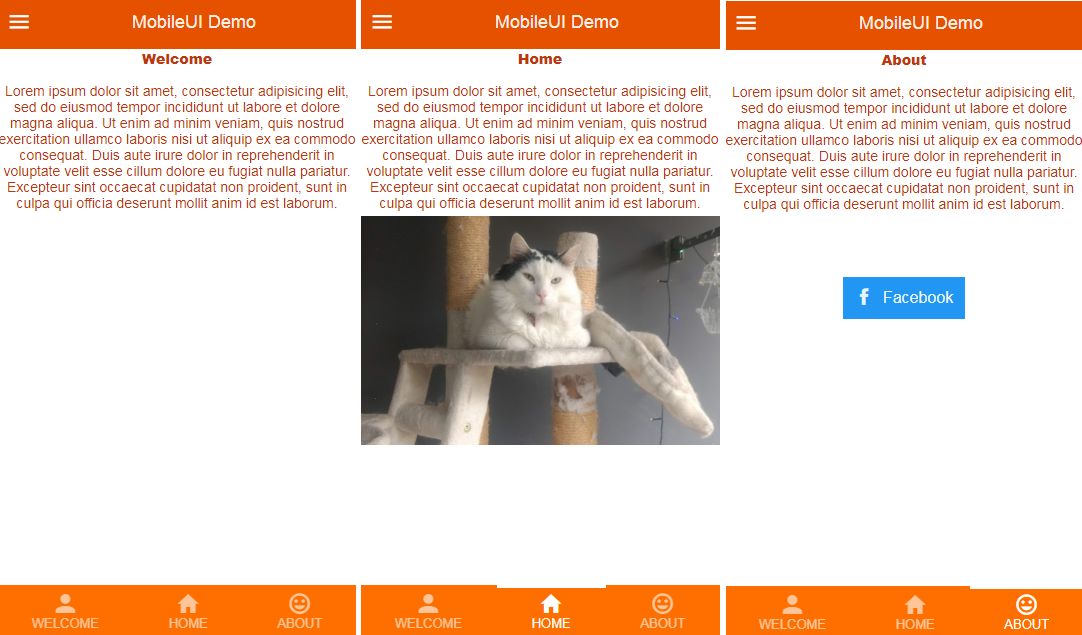 MobileUI Demo
Welcome
Lorem ipsum dolor sit amet, consectetur adipisicing elit,
sed do eiusmod tempor incididunt ut labore et dolore
magna aliqua. Ut enim ad minim veniam, quis nostrud
exercitation ullamco laboris nisi ut aliquip ex ea commodo
consequat. Duis aute irure dolor in reprehenderit in
voluptate velit esse cillum dolore eu fugiat nulla pariatur.
Excepteur sint occaecat cupidatat non proident, sunt in
culpa qui officia deserunt mollit anim id est laborum.
WELCOME
HOME
ABOUT
MobileUI Demo
Home
Lorem ipsum dolor sit amet, consectetur adipisicing elit,
sed do eiusmod tempor incididunt ut labore et dolore
magna aliqua. Ut enim ad minim veniam, quis nostrud
exercitation ullamco laboris nisi ut aliquip ex ea commodo
consequat. Duis aute irure dolor in reprehenderit in
voluptate velit esse cillum dolore eu fugiat nulla pariatur.
Excepteur sint occaecat cupidatat non proident, sunt in
culpa qui officia deserunt mollit anim id est laborum.
WELCOME
HOME
ABOUT
MobileUI Demo
About
Lorem ipsum dolor sit amet, consectetur adipisicing elit,
sed do eiusmod tempor incididunt ut labore et dolore
magna aliqua. Ut enim ad minim veniam, quis nostrud
exercitation ullamco laboris nisi ut aliquip ex ea commodo
consequat. Duis aute irure dolor in reprehenderit in
voluptate velit esse cillum dolore eu fugiat nulla pariatur.
Excepteur sint occaecat cupidatat non proident, sunt in
culpa qui officia deserunt mollit anim id est laborum.
Facebook
WELCOME
HOME
ABOUT